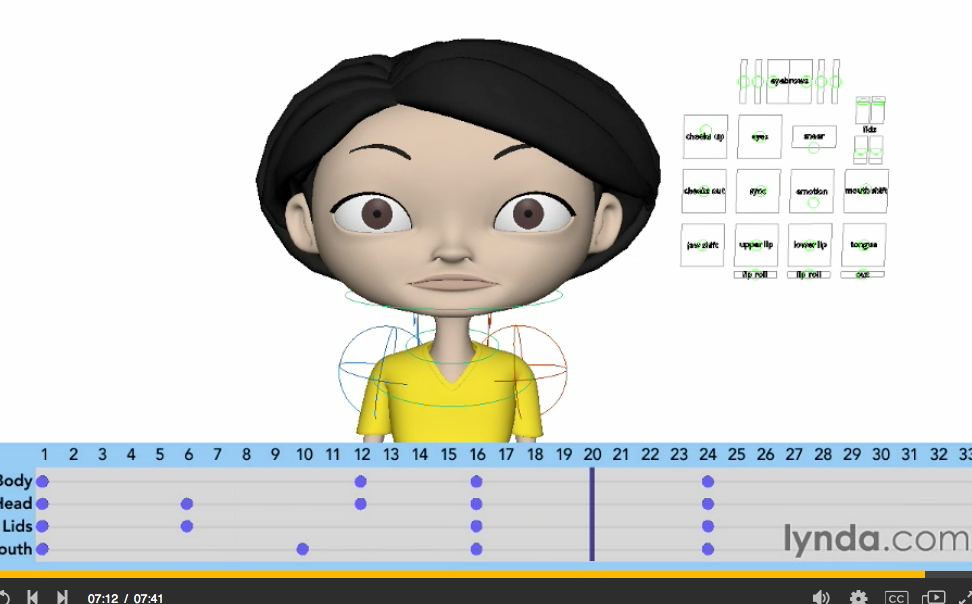 eyebrows
cheeks up eyes sneer lids
cheeks out sync emotion mouth shift
jaw shift upper lip lower lip tongue
lip roll lip roll out
1 2 3 4 5 6 7 8 9 10 11 12 13 14 15 16 17 18 19 20 21 22 23 24 25 26 27 28 29 30 31 32 33
Body
Head
Lids
outh
lynda.com
07:12 / 07:41
CC